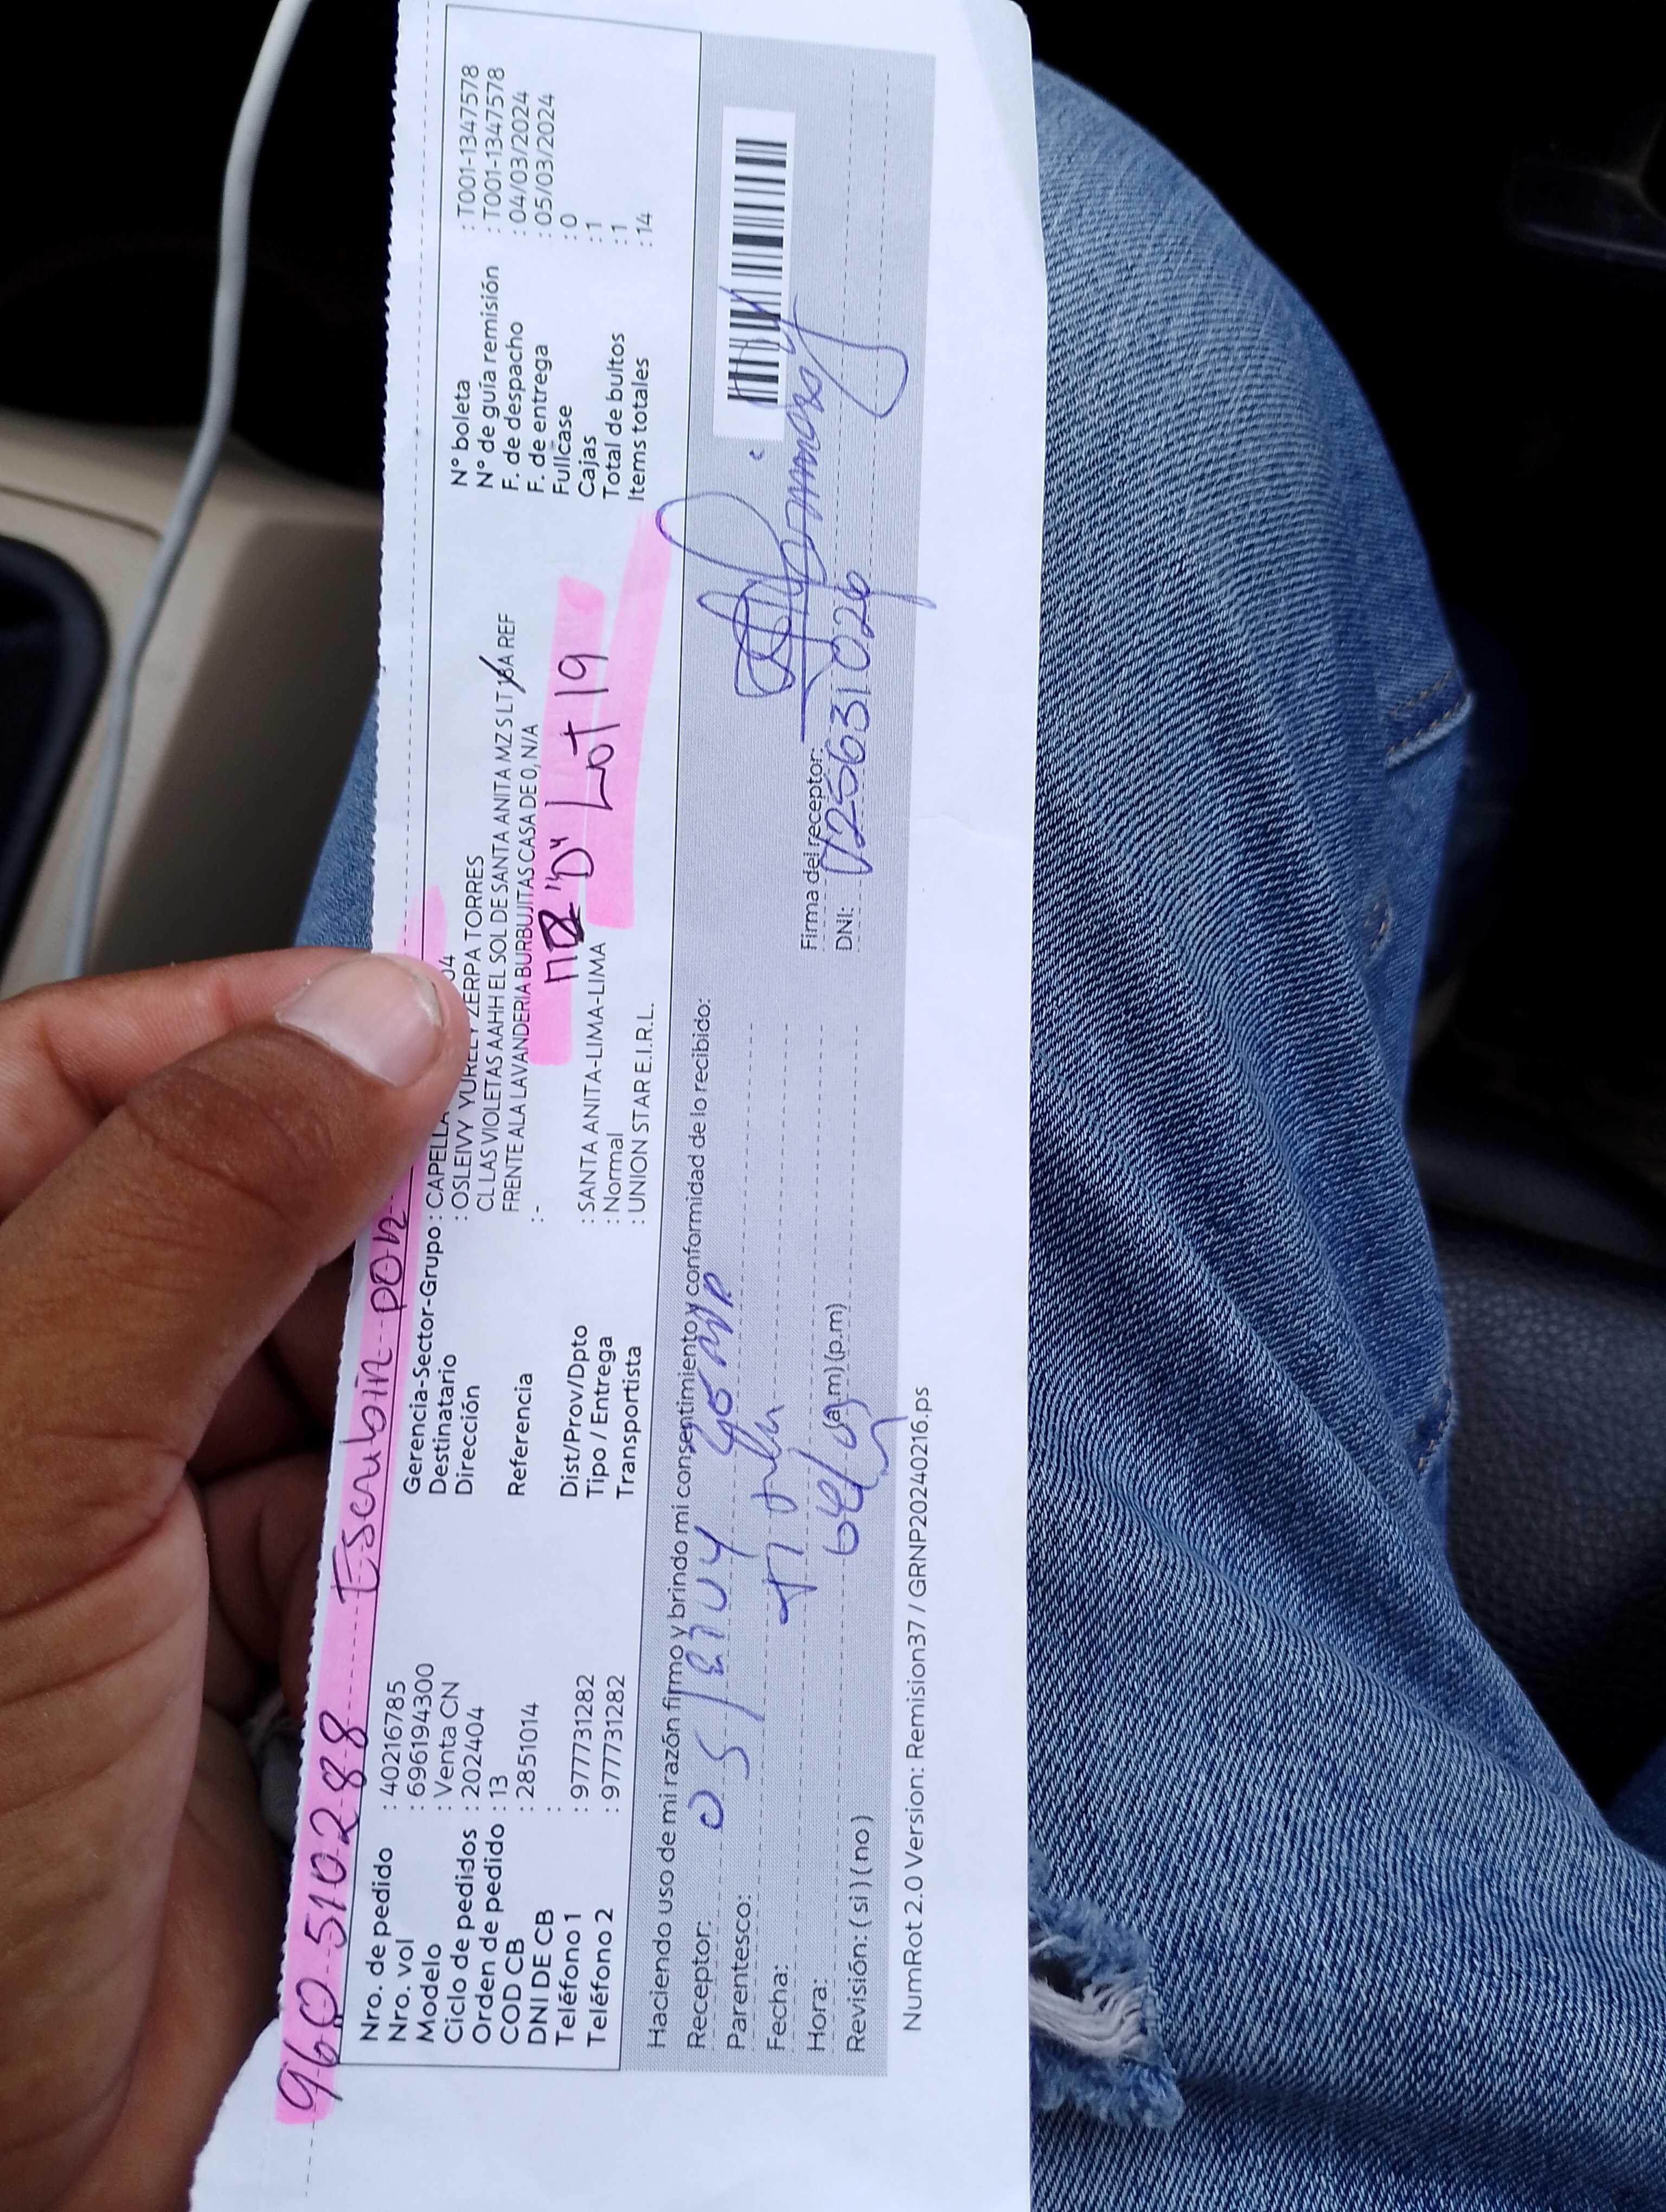 960 510288 Escribin por
Nro. de pedido : 40216785
Nro. vol : 696194300
Modelo : Venta CN
Ciclo de pedidos : 202404
Orden de pedido : 13
COD CB : 2851014
DNI DE CB :
Teléfono 1 : 977731282
Teléfono 2 : 977731282
Gerencia-Sector-Grupo : CAPELLA 04
Destinatario : OSLEIVY ZERPA TORRES
Dirección CL LAS VIOLETAS AAHH EL SOL DE SANTA ANITA MZ S LT A REF
FRENTE A LA LAVANDERIA BURBUJITAS CASA DE 0, N/A
Referencia :-
MZ "D" Lot 19
Dist/Prov/Dpto : SANTA ANITA-LIMA-LIMA
Tipo / Entrega : Normal
Transportista : UNION STAR E.I.R.L.
N° boleta : T001-1347578
N° de guía remisión : T001-1347578
F. de despacho : 04/03/2024
F. de entrega : 05/03/2024
Fullcase : 0
Cajas : 1
Total de bultos : 1
Items totales : 14
Haciendo uso de mi razón firmo y brindo mi consentimiento y conformidad de lo recibido:
Receptor:
Parentesco:
Fecha:
Hora: (a.m) (p.m)
Revisión: ( si ) ( no )
Firma del receptor:
DNI:
NumRot 2.0 Version: Remision37 / GRNP20240216.ps